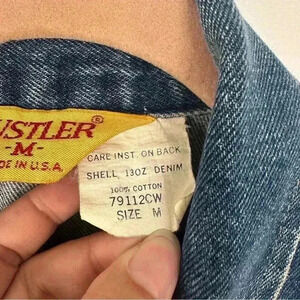 USTLER®
-M-
DE IN U.S.A.
CARE INST. ON BACK
SHELL, 13OZ DENIM
100% COTTON
79112CW
SIZE M